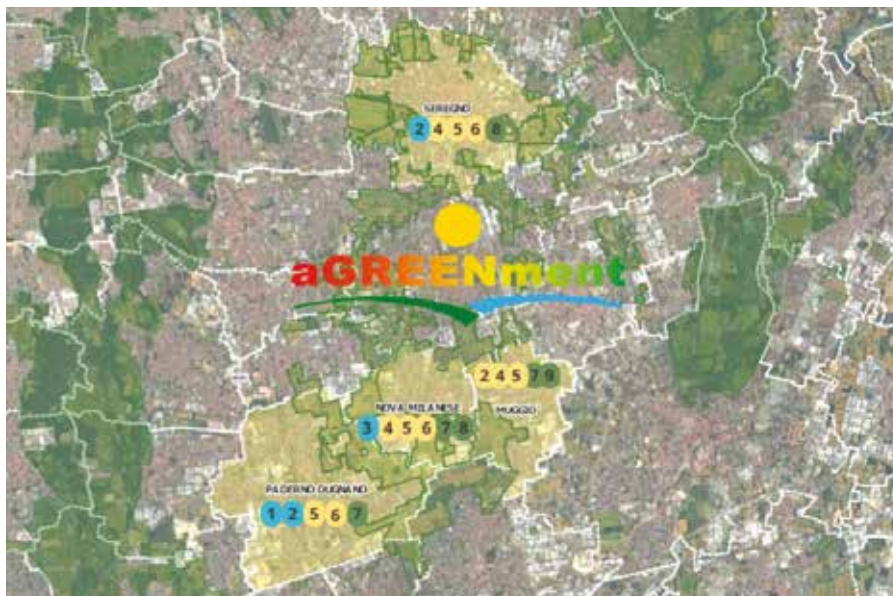 SEREGNO
2 4 5 6 8
aGREENment
2 4 5 7 9
MUGGIO
NOVA MILANESE
3 4 5 6 7 8
PADERNO DUGNANO
1 2 5 6 7